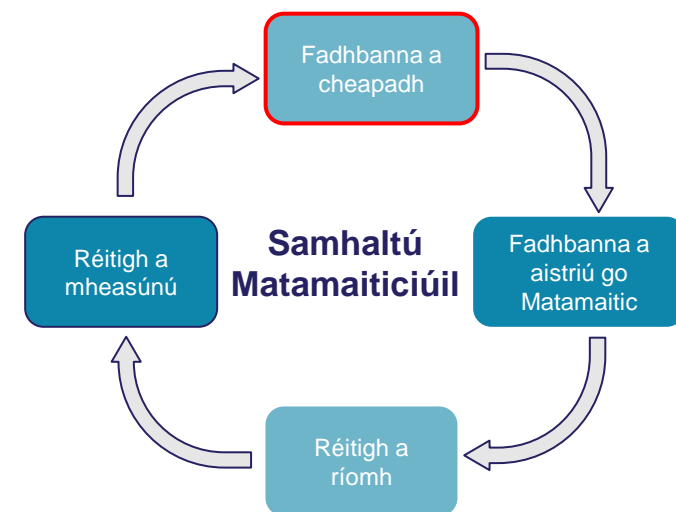 Fadhbanna a
cheapadh
Samhaltú
Matamaiticiúil
Fadhbanna a
aistriú go
Matamaitic
Réitigh a
mheasúnú
Réitigh a
ríomh